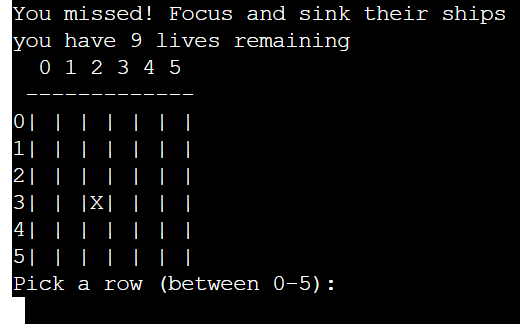 You missed! Focus and sink their ships
you have 9 lives remaining
  0 1 2 3 4 5
 -------------
0| | | | | | |
1| | | | | | |
2| | | | | | |
3| | |X| | | |
4| | | | | | |
5| | | | | | |
Pick a row (between 0-5):